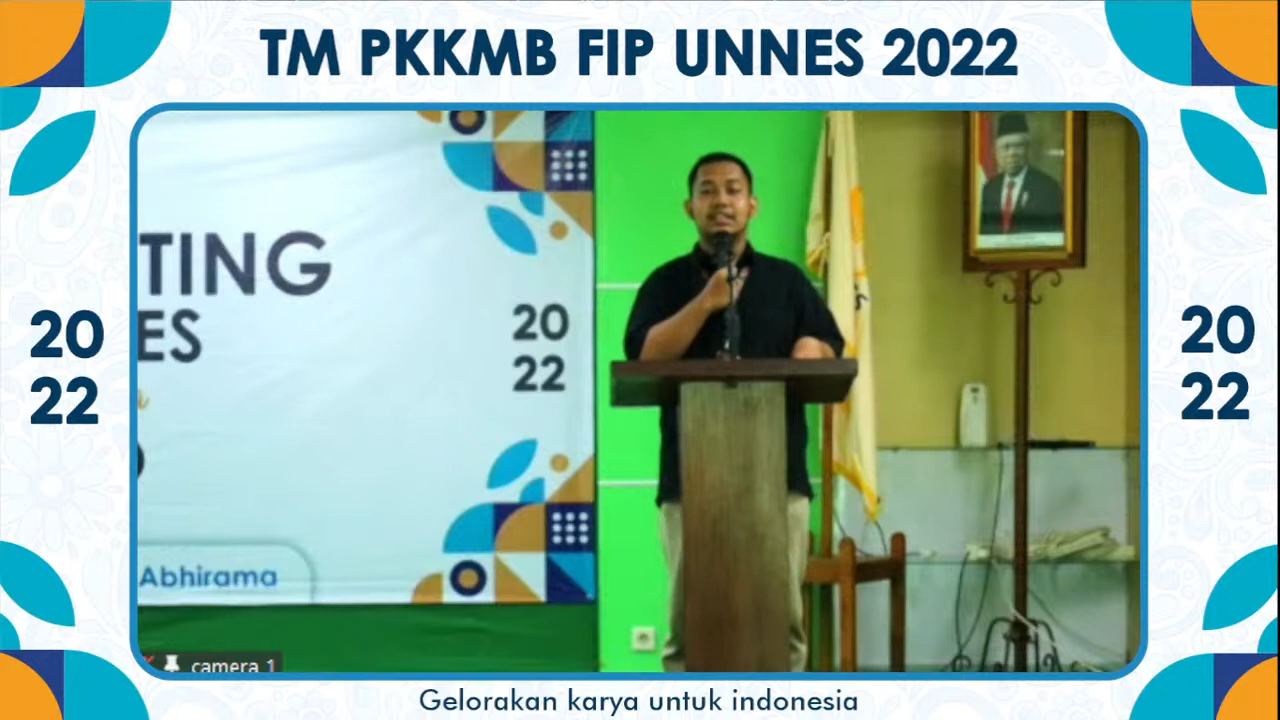 TM PKKMB FIP UNNES 2022
TING
ES
20
22
Abhirama
camera 1
20
22
20
22
Gelorakan karya untuk indonesia